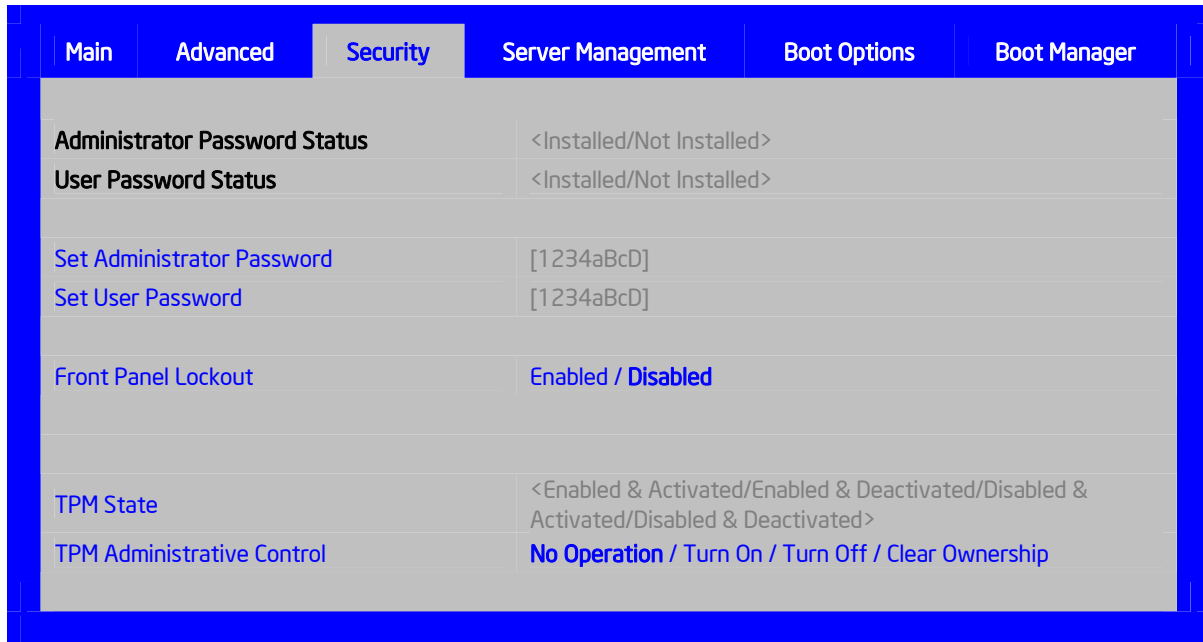 Main Advanced Security Server Management Boot Options Boot Manager
Administrator Password Status <Installed/Not Installed>
User Password Status <Installed/Not Installed>
Set Administrator Password [1234aBcD]
Set User Password [1234aBcD]
Front Panel Lockout Enabled / Disabled
TPM State <Enabled & Activated/Enabled & Deactivated/Disabled &
Activated/Disabled & Deactivated>
TPM Administrative Control No Operation / Turn On / Turn Off / Clear Ownership